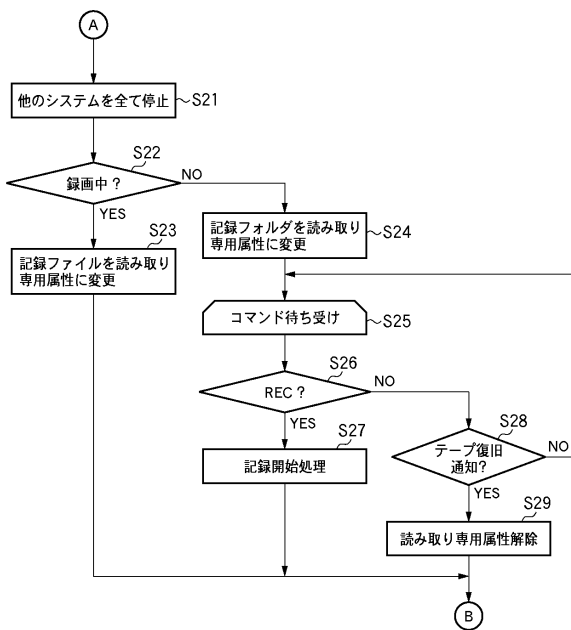 A
他のシステムを全て停止
S21
S22
録画中？
NO
YES
S23
記録ファイルを読み取り
専用属性に変更
記録フォルダを読み取り
専用属性に変更
S24
コマンド待ち受け
S25
S26
REC？
NO
YES
S27
記録開始処理
S28
テープ復旧
通知？
NO
YES
S29
読み取り専用属性解除
B